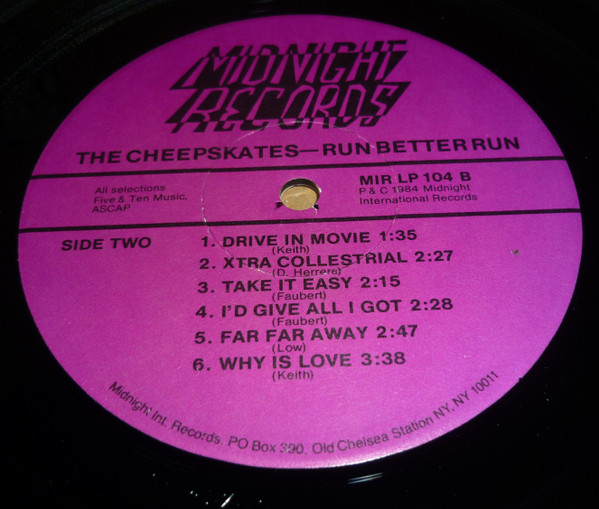 MIDNIGHT
RECORDS
THE CHEEPSKATES—RUN BETTER RUN
All selections
Five & Ten Music,
ASCAP
MIR LP 104 B
P & C 1984 Midnight
International Records
SIDE TWO
1. DRIVE IN MOVIE 1:35
(Keith)
2. XTRA COLLESTRIAL 2:27
(D. Herrera)
3. TAKE IT EASY 2:15
(Faubert)
4. I'D GIVE ALL I GOT 2:28
(Faubert)
5. FAR FAR AWAY 2:47
(Low)
6. WHY IS LOVE 3:38
(Keith)
Midnight Int. Records, PO Box 390, Old Chelsea Station NY, NY 10011